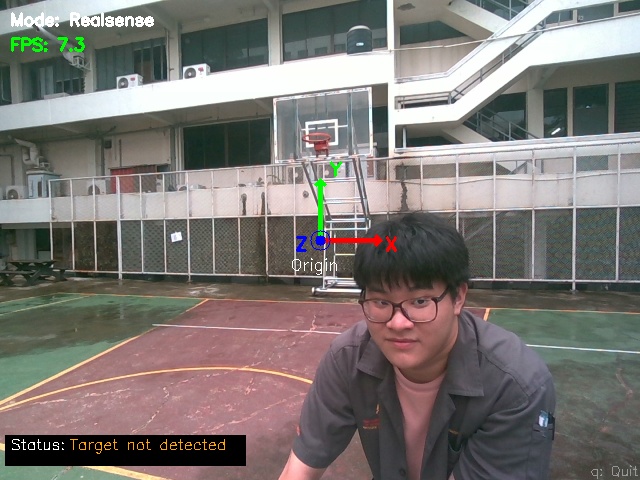 Mode: Realsense
FPS: 7.3
Y
Z X
Origin
Status: Target not detected
q: Quit